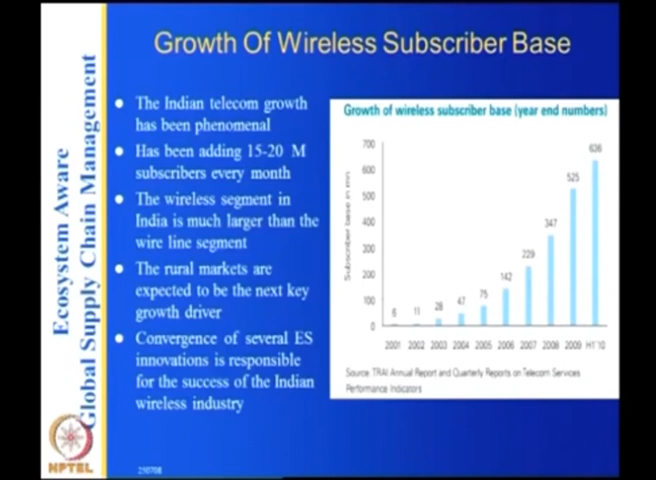 Growth Of Wireless Subscriber Base
Ecosystem Aware
Global Supply Chain Management
The Indian telecom growth
has been phenomenal
Has been adding 15-20 M
subscribers every month
The wireless segment in
India is much larger than the
wire line segment
The rural markets are
expected to be the next key
growth driver
Convergence of several ES
innovations is responsible
for the success of the Indian
wireless industry
Growth of wireless subscriber base (year end numbers)
Subscriber base in mn
700
600
500
400
300
200
100
0
6
11
28
47
75
142
229
347
525
636
2001 2002 2003 2004 2005 2006 2007 2008 2009 H1'10
Source: TRAI Annual Report and Quarterly Reports on Telecom Services
Performance Indicators
NPTEL